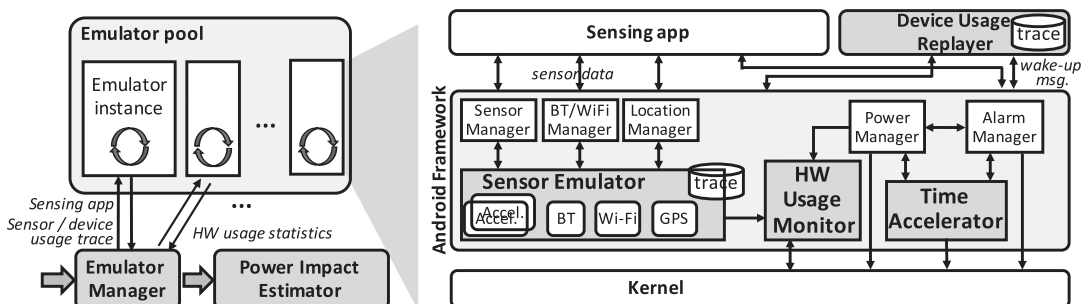 Emulator pool
Emulator
instance
...
...
Sensing app
Sensor / device
usage trace
HW usage statistics
Emulator
Manager
Power Impact
Estimator
Sensing app
Device Usage
Replayer
trace
sensor data
wake-up
msg.
Android Framework
Sensor
Manager
BT/WiFi
Manager
Location
Manager
Power
Manager
Alarm
Manager
Sensor Emulator
trace
Accel.
Accel.
BT
Wi-Fi
GPS
HW
Usage
Monitor
Time
Accelerator
Kernel